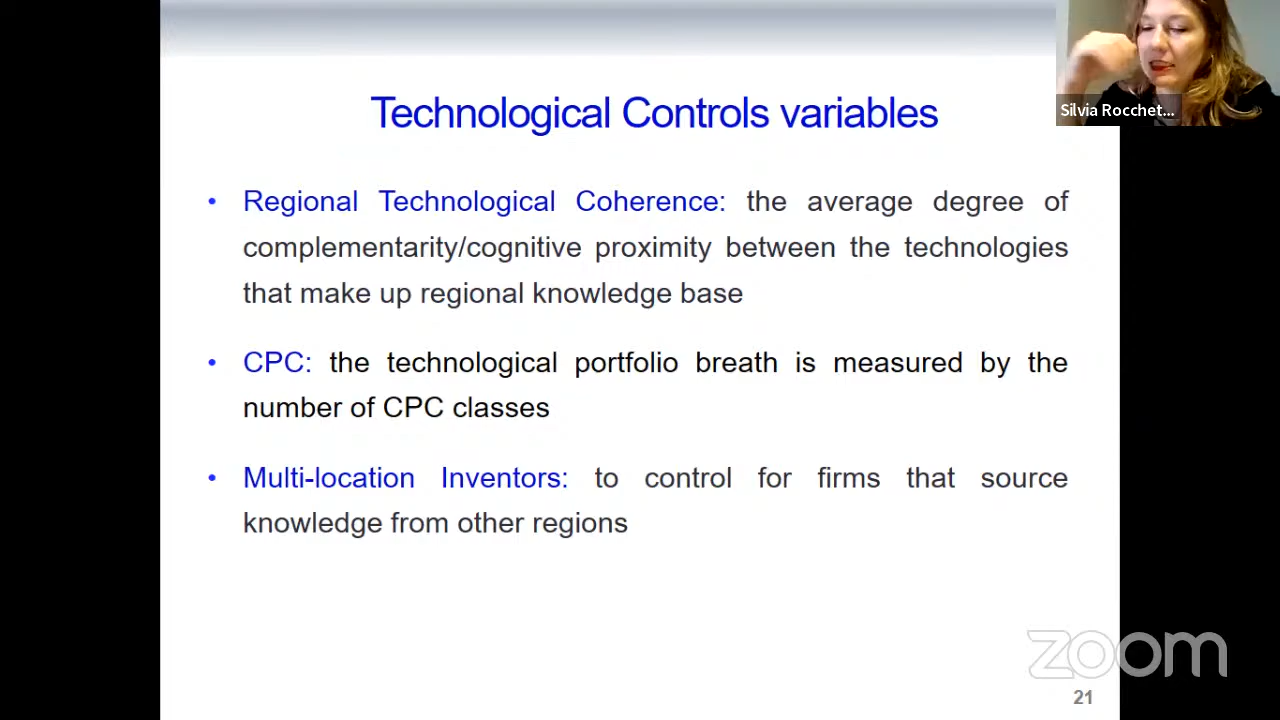 Technological Controls variables
Silvia Rocchet...
• Regional Technological Coherence: the average degree of
complementarity/cognitive proximity between the technologies
that make up regional knowledge base
• CPC: the technological portfolio breath is measured by the
number of CPC classes
• Multi-location Inventors: to control for firms that source
knowledge from other regions
zoom
21